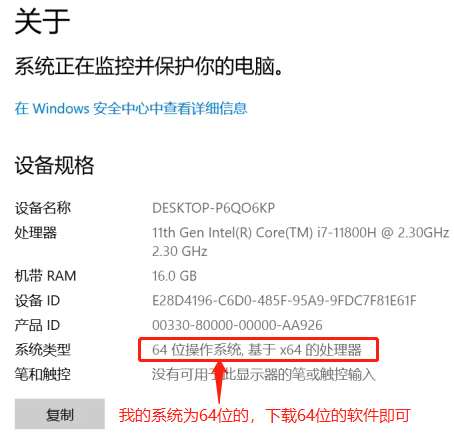 关于
系统正在监控并保护你的电脑。
在 Windows 安全中心中查看详细信息
设备规格
设备名称 DESKTOP-P6QO6KP
处理器 11th Gen Intel(R) Core(TM) i7-11800H @ 2.30GHz
2.30 GHz
机带 RAM 16.0 GB
设备 ID E28D4196-C6D0-485F-95A9-9FDC7F81E61F
产品 ID 00330-80000-00000-AA926
系统类型 64 位操作系统, 基于 x64 的处理器
笔和触控 没有可用于此显示器的笔或触控输入
复制 我的系统为64位的，下载64位的软件即可